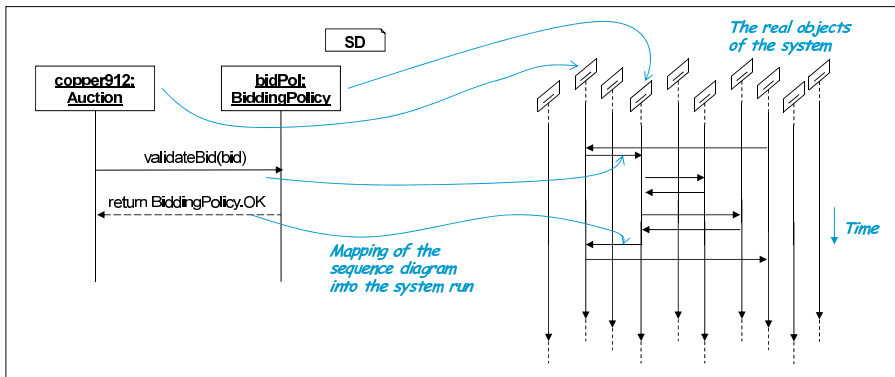 SD
The real objects
of the system
copper912:
Auction
bidPol:
BiddingPolicy
validateBid(bid)
return BiddingPolicy.OK
Time
Mapping of the
sequence diagram
into the system run